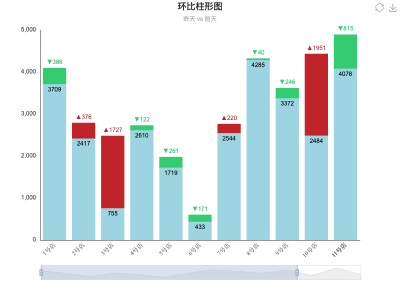 环比柱形图
昨天 vs 前天
5,000
4,000
3,000
2,000
1,000
0
▼386
3709
▲376
2417
▲1727
755
▼122
2610
▼261
1719
▼171
433
▲220
2544
▼40
4285
▼246
3372
▲1951
2484
▼815
4078
1号店
2号店
3号店
4号店
5号店
6号店
7号店
8号店
9号店
10号店
11号店